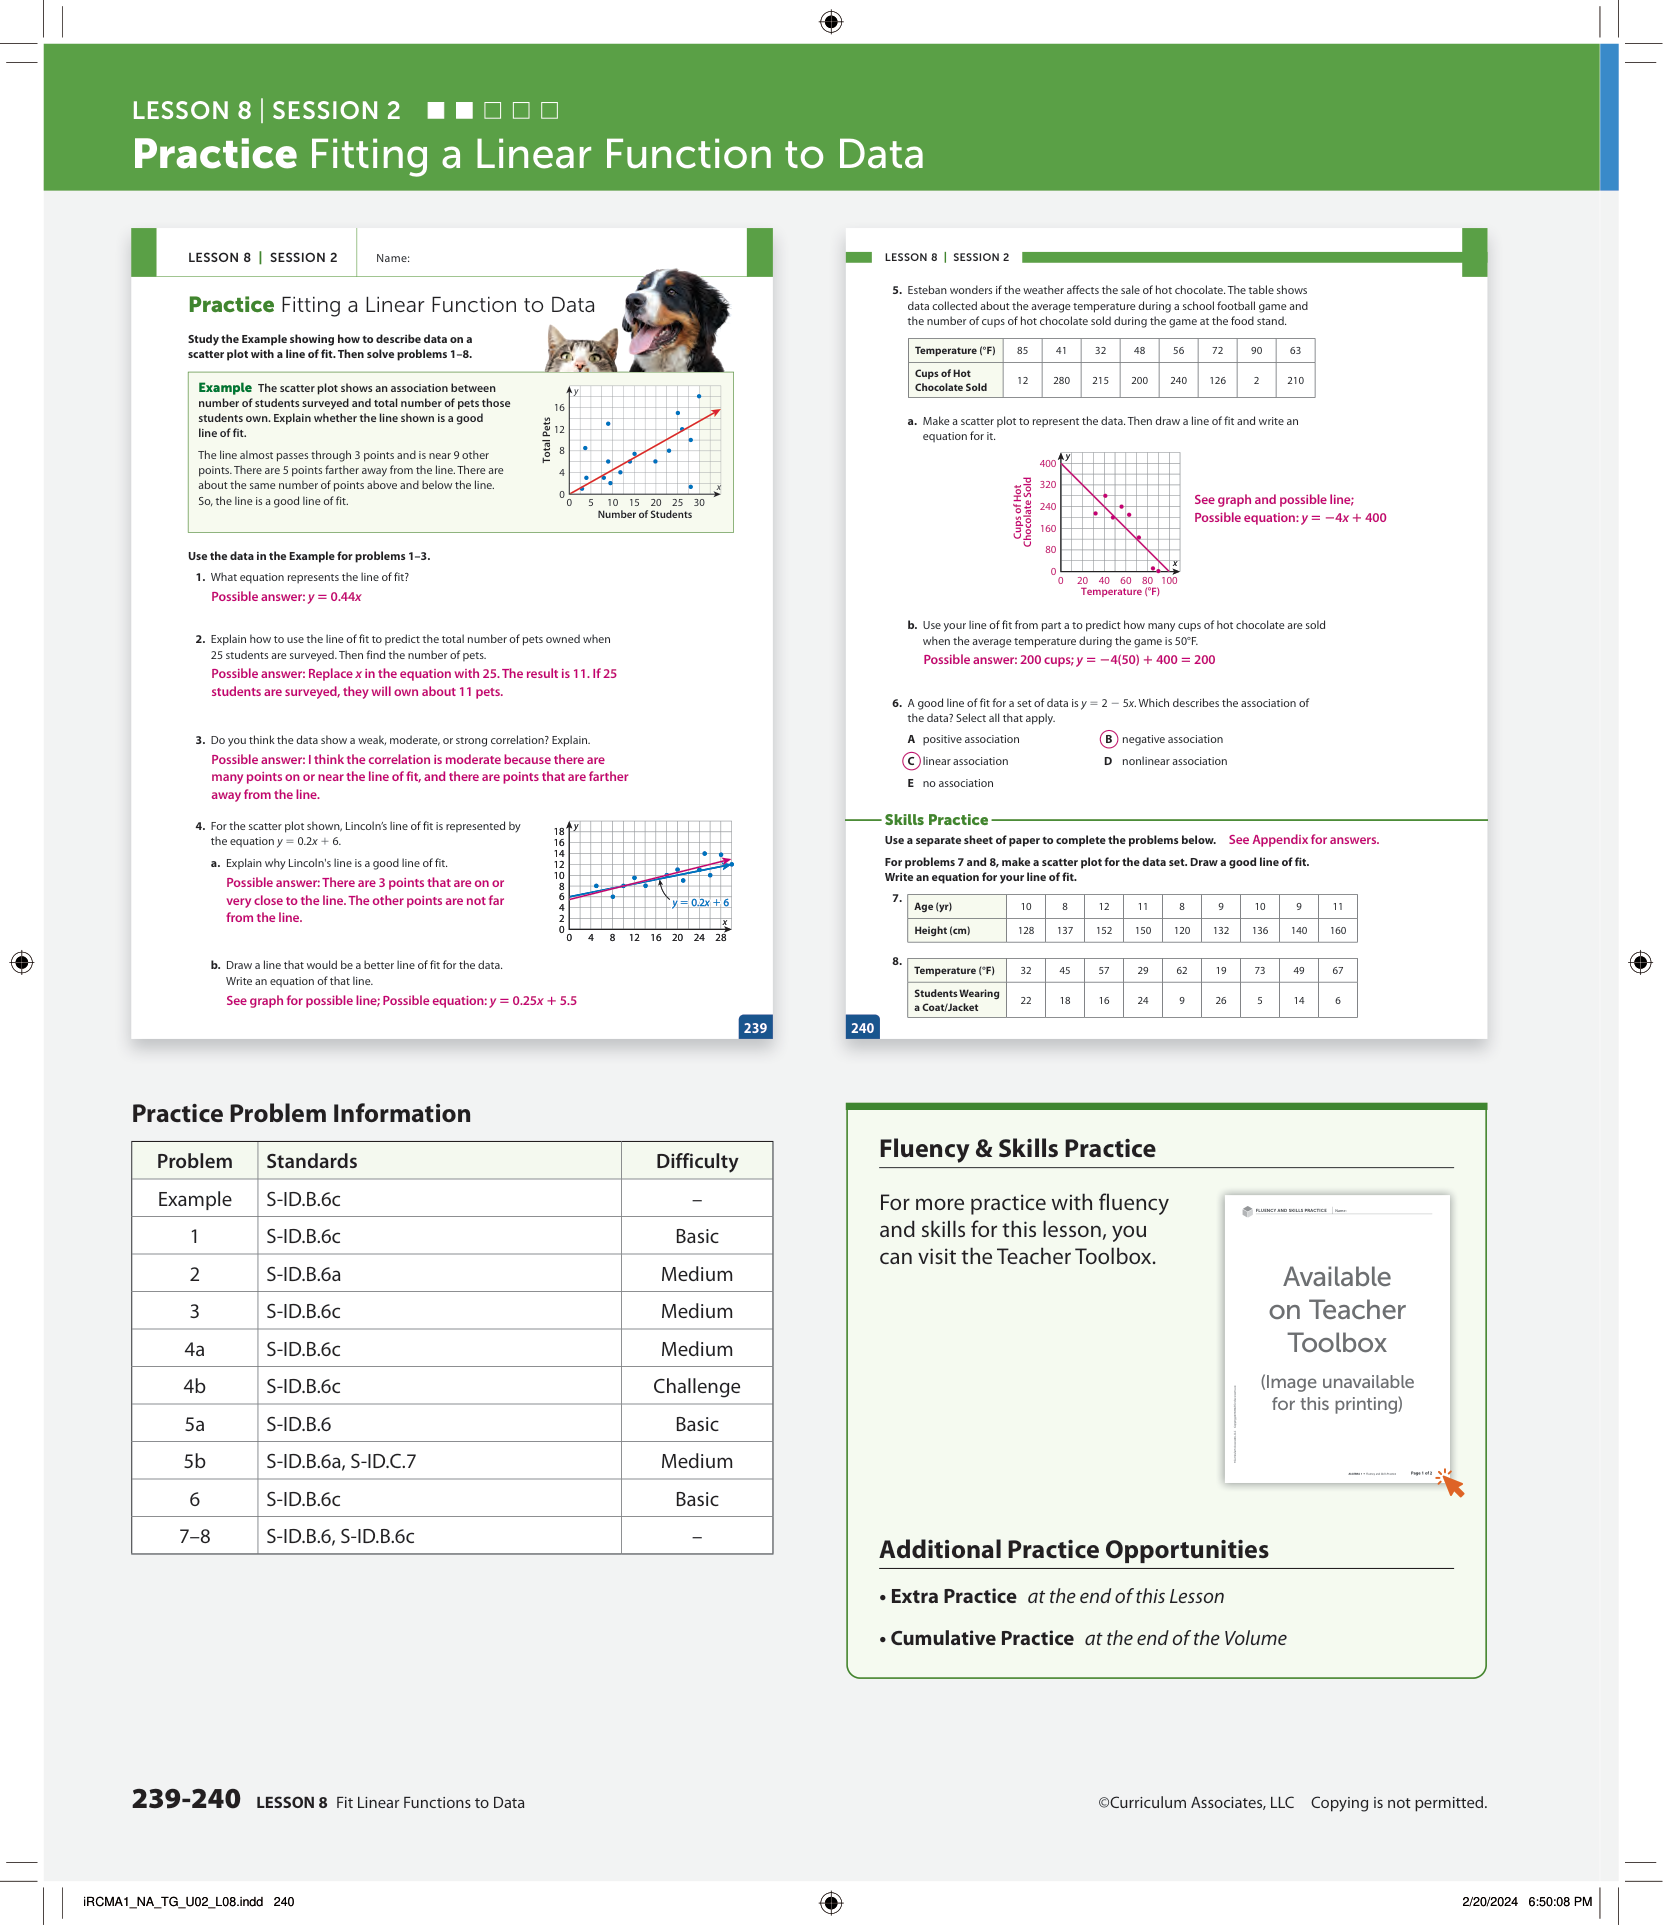 LESSON 8 | SESSION 2
Practice Fitting a Linear Function to Data
LESSON 8 | SESSION 2
Name:
Practice Fitting a Linear Function to Data
Study the Example showing how to describe data on a
scatter plot with a line of fit. Then solve problems 1–8.
Example The scatter plot shows an association between
number of students surveyed and total number of pets those
students own. Explain whether the line shown is a good
line of fit.
The line almost passes through 3 points and is near 9 other
points. There are 5 points farther away from the line. There are
about the same number of points above and below the line.
So, the line is a good line of fit.
y
16
12
8
4
0
Total Pets
x
0 5 10 15 20 25 30
Number of Students
Use the data in the Example for problems 1–3.
1. What equation represents the line of fit?
Possible answer: y = 0.44x
2. Explain how to use the line of fit to predict the total number of pets owned when
25 students are surveyed. Then find the number of pets.
Possible answer: Replace x in the equation with 25. The result is 11. If 25
students are surveyed, they will own about 11 pets.
3. Do you think the data show a weak, moderate, or strong correlation? Explain.
Possible answer: I think the correlation is moderate because there are
many points on or near the line of fit, and there are points that are farther
away from the line.
4. For the scatter plot shown, Lincoln's line of fit is represented by
the equation y = 0.2x + 6.
a. Explain why Lincoln's line is a good line of fit.
Possible answer: There are 3 points that are on or
very close to the line. The other points are not far
from the line.
y
18
16
14
12
10
8
6
4
2
0
y = 0.2x + 6
x
0 4 8 12 16 20 24 28
b. Draw a line that would be a better line of fit for the data.
Write an equation of that line.
See graph for possible line; Possible equation: y = 0.25x + 5.5
239
LESSON 8 | SESSION 2
5. Esteban wonders if the weather affects the sale of hot chocolate. The table shows
data collected about the average temperature during a school football game and
the number of cups of hot chocolate sold during the game at the food stand.
Temperature (°F) 85 41 32 48 56 72 90 63
Cups of Hot
Chocolate Sold 12 280 215 200 240 126 2 210
a. Make a scatter plot to represent the data. Then draw a line of fit and write an
equation for it.
y
400
320
240
160
80
0
Cups of Hot
Chocolate Sold
x
0 20 40 60 80 100
Temperature (°F)
See graph and possible line;
Possible equation: y = −4x + 400
b. Use your line of fit from part a to predict how many cups of hot chocolate are sold
when the average temperature during the game is 50°F.
Possible answer: 200 cups; y = −4(50) + 400 = 200
6. A good line of fit for a set of data is y = 2 − 5x. Which describes the association of
the data? Select all that apply.
A positive association
B negative association
C linear association
D nonlinear association
E no association
Skills Practice
Use a separate sheet of paper to complete the problems below. See Appendix for answers.
For problems 7 and 8, make a scatter plot for the data set. Draw a good line of fit.
Write an equation for your line of fit.
7. Age (yr) 10 8 12 11 8 9 10 9 11
Height (cm) 128 137 152 150 120 132 136 140 160
8. Temperature (°F) 32 45 57 29 62 19 73 49 67
Students Wearing
a Coat/Jacket 22 18 16 24 9 26 5 14 6
240
Practice Problem Information
Problem Standards Difficulty
Example S-ID.B.6c –
1 S-ID.B.6c Basic
2 S-ID.B.6a Medium
3 S-ID.B.6c Medium
4a S-ID.B.6c Medium
4b S-ID.B.6c Challenge
5a S-ID.B.6 Basic
5b S-ID.B.6a, S-ID.C.7 Medium
6 S-ID.B.6c Basic
7–8 S-ID.B.6, S-ID.B.6c –
Fluency & Skills Practice
For more practice with fluency
and skills for this lesson, you
can visit the Teacher Toolbox.
FLUENCY AND SKILLS PRACTICE | Name:
Available
on Teacher
Toolbox
(Image unavailable
for this printing)
Page 1 of 2
Additional Practice Opportunities
• Extra Practice at the end of this Lesson
• Cumulative Practice at the end of the Volume
239-240 LESSON 8 Fit Linear Functions to Data
©Curriculum Associates, LLC Copying is not permitted.
iRCMA1_NA_TG_U02_L08.indd 240
2/20/2024 6:50:08 PM